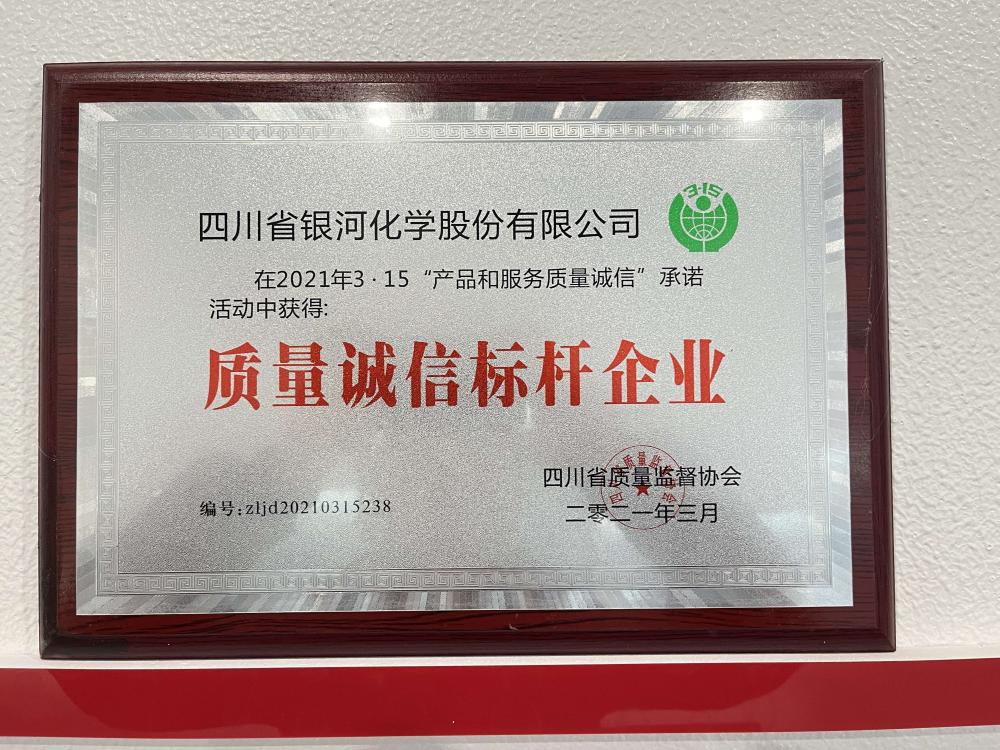 四川省银河化学股份有限公司
3·15
在2021年3·15“产品和服务质量诚信”承诺
活动中获得:
质量诚信标杆企业
四川省质量监督协会
二零二一年三月
编号:zljd20210315238